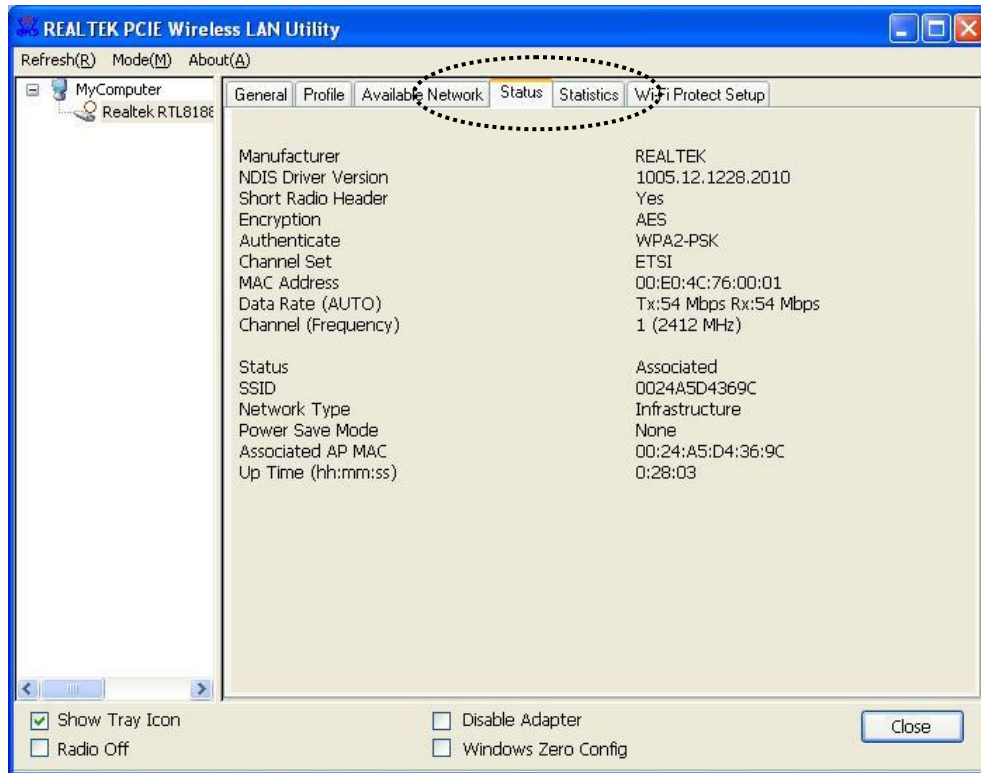 REALTEK PCIE Wireless LAN Utility
Refresh(R) Mode(M) About(A)
MyComputer
Realtek RTL8188
General Profile Available Network Status Statistics Wi-Fi Protect Setup
Manufacturer REALTEK
NDIS Driver Version 1005.12.1228.2010
Short Radio Header Yes
Encryption AES
Authenticate WPA2-PSK
Channel Set ETSI
MAC Address 00:E0:4C:76:00:01
Data Rate (AUTO) Tx:54 Mbps Rx:54 Mbps
Channel (Frequency) 1 (2412 MHz)
Status Associated
SSID 0024A5D4369C
Network Type Infrastructure
Power Save Mode None
Associated AP MAC 00:24:A5:D4:36:9C
Up Time (hh:mm:ss) 0:28:03
Show Tray Icon Disable Adapter Close
Radio Off Windows Zero Config